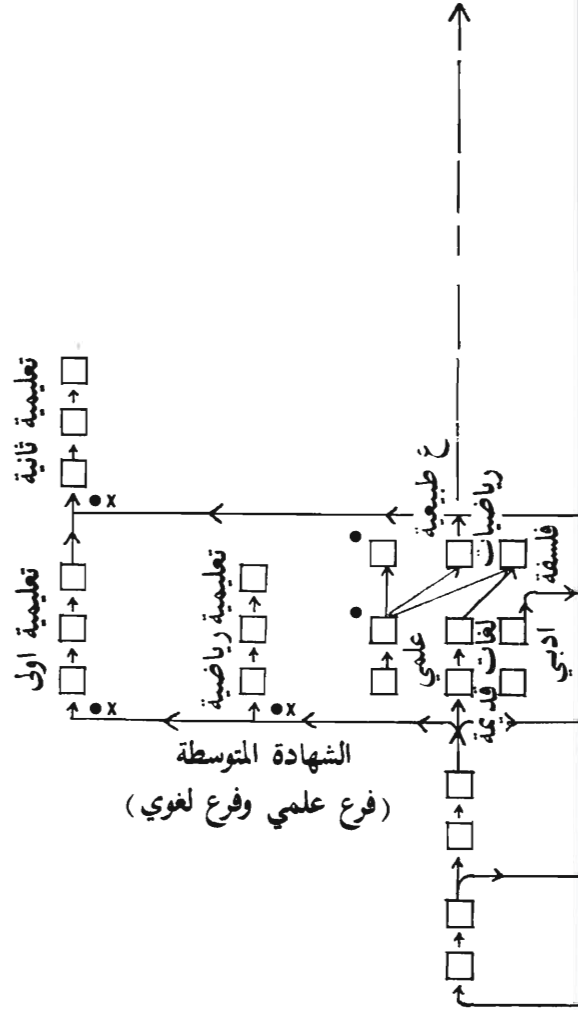 تعليمية ثانية
● x
تعليمية اولى
● x
تعليمية رياضية
● x
الشهادة المتوسطة
(فرع علمي وفرع لغوي)
ع طبيعية
رياضيات
فلسفة
علمي
لغات قديمة
ادبي